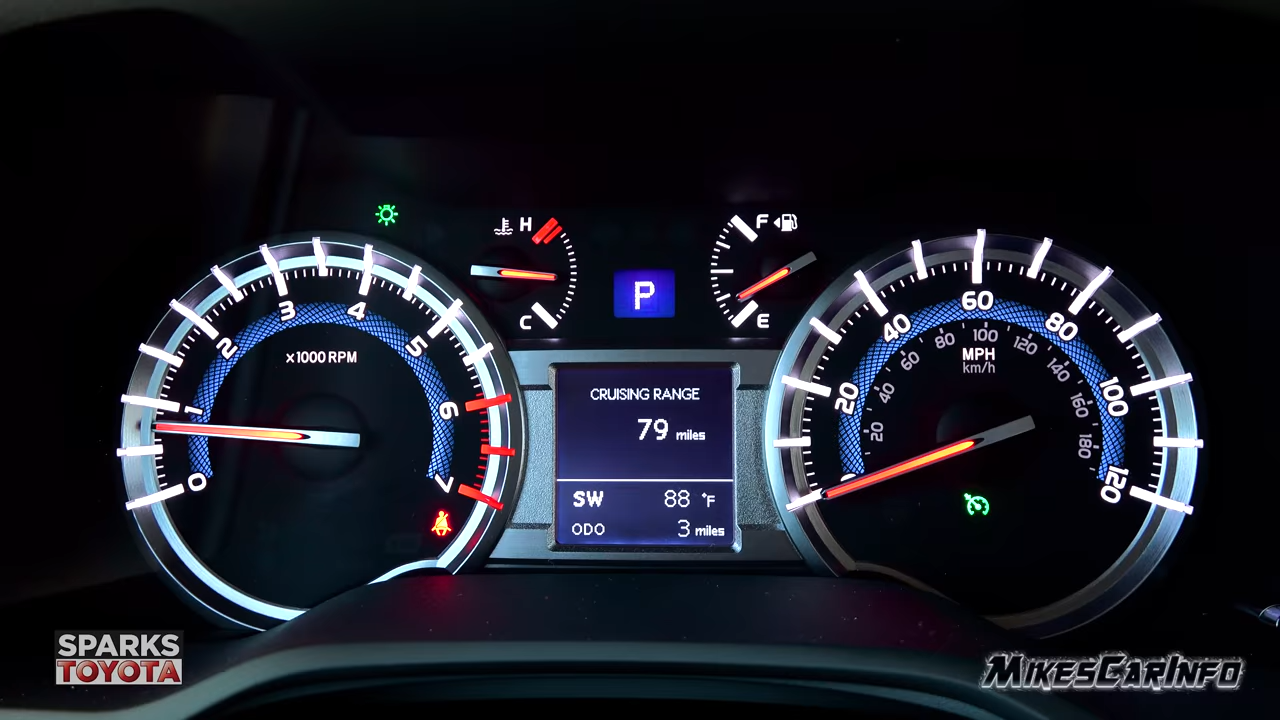 H
C
P
F
E
0
1
2
3
4
5
6
7
x1000 RPM
CRUISING RANGE
79 miles
SW 88 °F
ODO 3 miles
0
20
40
60
80
100
120
MPH
km/h
20
40
60
80
100
120
140
160
180
SPARKS
TOYOTA
MIKESCARINFO